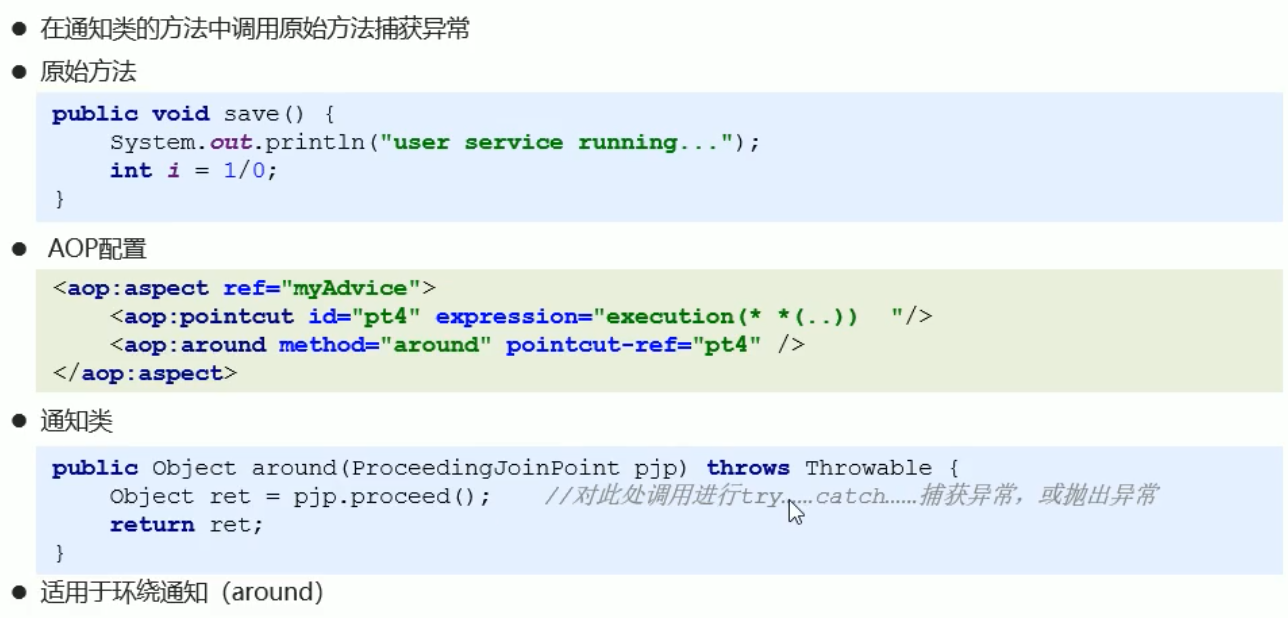 ● 在通知类的方法中调用原始方法捕获异常
● 原始方法
public void save() {
    System.out.println("user service running...");
    int i = 1/0;
}
● AOP配置
<aop:aspect ref="myAdvice">
    <aop:pointcut id="pt4" expression="execution(* *(..))  "/>
    <aop:around method="around" pointcut-ref="pt4" />
</aop:aspect>
● 通知类
public Object around(ProceedingJoinPoint pjp) throws Throwable {
    Object ret = pjp.proceed();    //对此处调用进行try……catch……捕获异常，或抛出异常
    return ret;
}
● 适用于环绕通知（around）